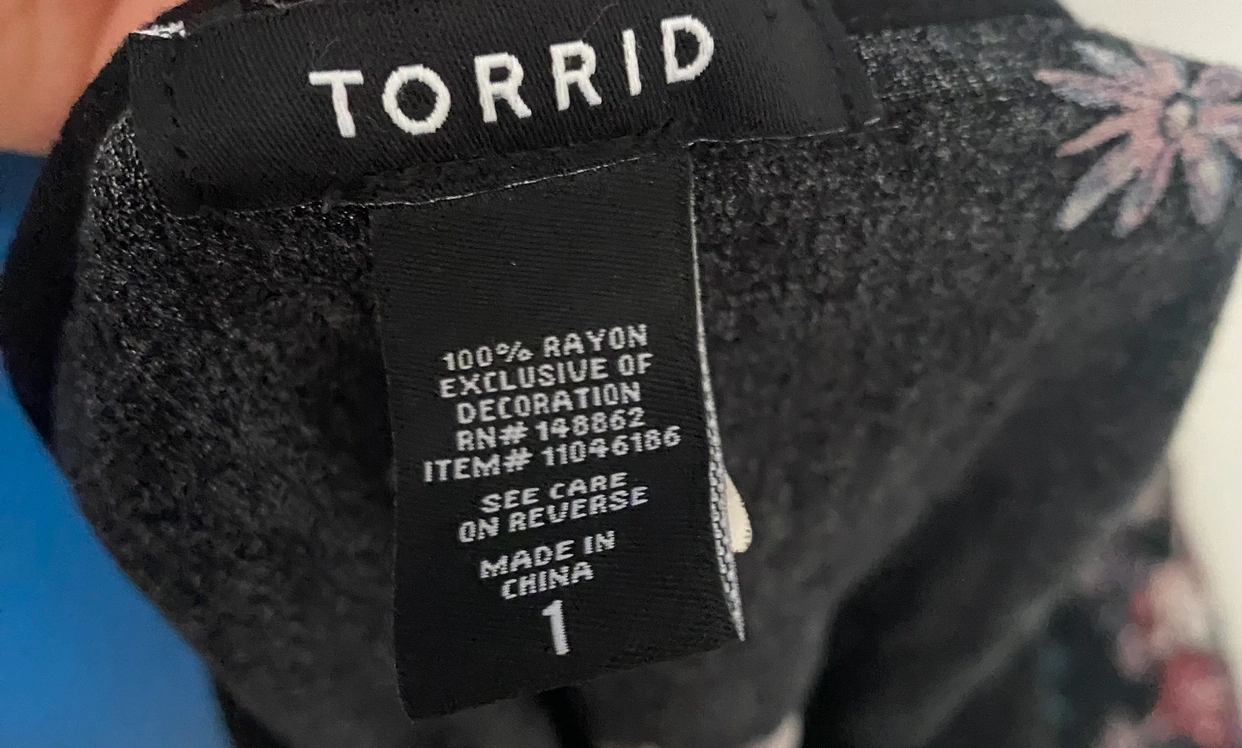 TORRID
100% RAYON
EXCLUSIVE OF
DECORATION
RN# 148862
ITEM# 11046186
SEE CARE
ON REVERSE
MADE IN
CHINA
1